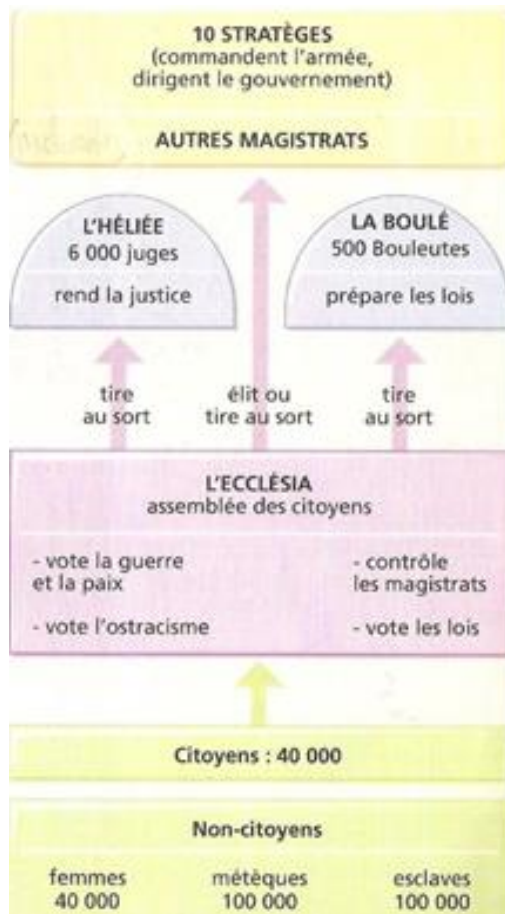 10 STRATÈGES
(commandent l'armée,
dirigent le gouvernement)
AUTRES MAGISTRATS
L'HÉLIÉE
6 000 juges
rend la justice
LA BOULÉ
500 Bouleutes
prépare les lois
tire
au sort
élit ou
tire au sort
tire
au sort
L'ECCLÉSIA
assemblée des citoyens
- vote la guerre
et la paix
- vote l'ostracisme
- contrôle
les magistrats
- vote les lois
Citoyens : 40 000
Non-citoyens
femmes
40 000
métèques
100 000
esclaves
100 000